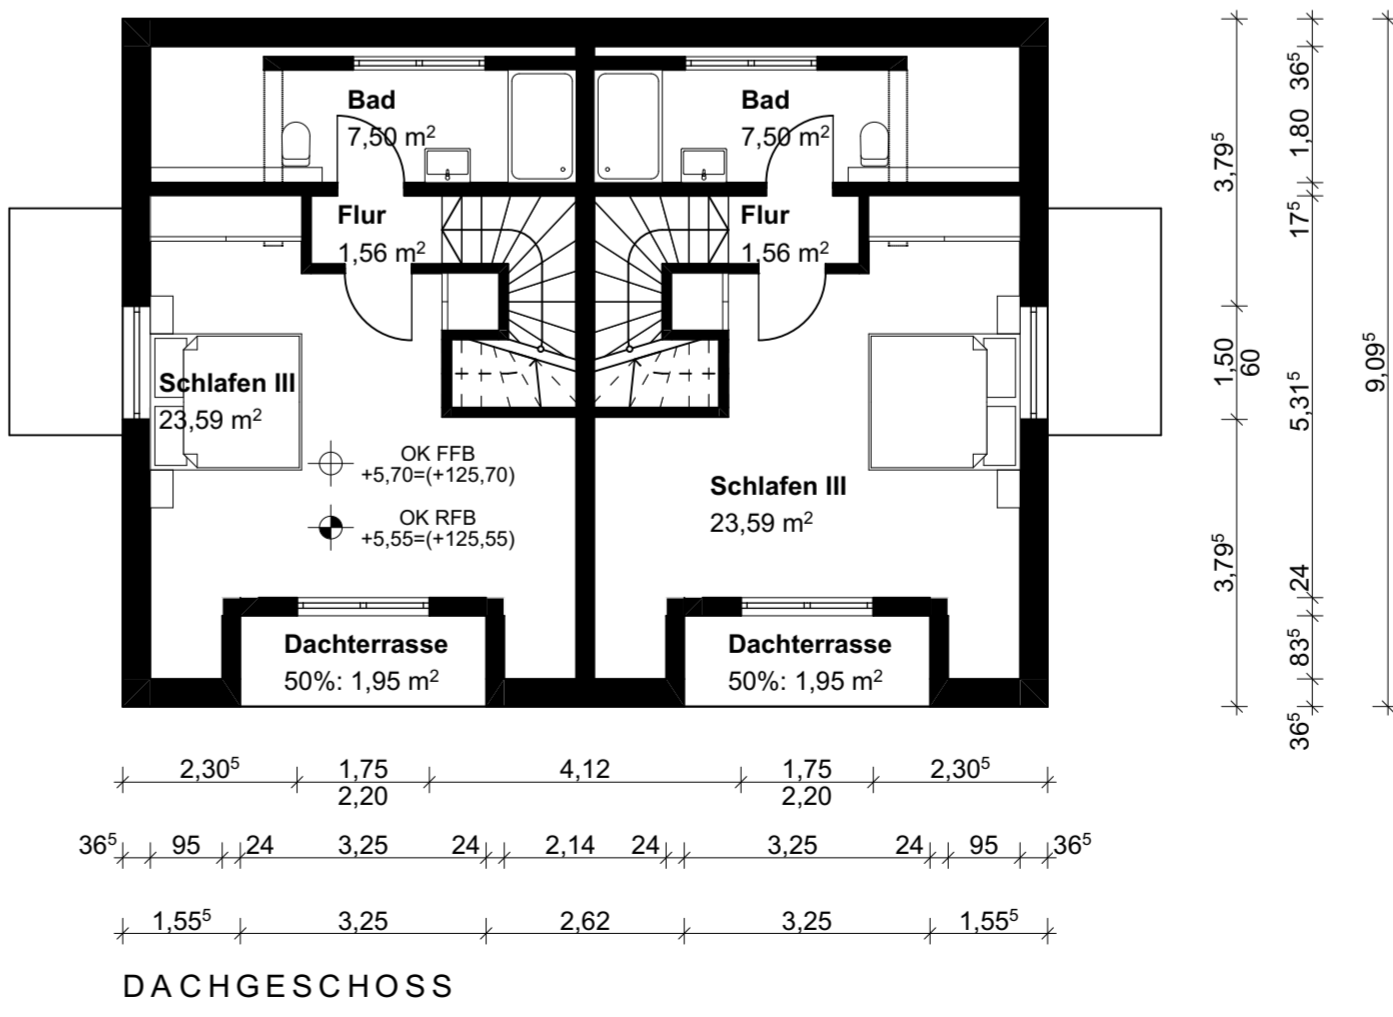 Bad
7,50 m²
Bad
7,50 m²
Flur
1,56 m²
Flur
1,56 m²
Schlafen III
23,59 m²
OK FFB
+5,70=(+125,70)
OK RFB
+5,55=(+125,55)
Schlafen III
23,59 m²
Dachterrasse
50%: 1,95 m²
Dachterrasse
50%: 1,95 m²
3,79⁵
1,50
60
3,79⁵
36⁵
1,80
17⁵
5,31⁵
24
83⁵
36⁵
9,09⁵
2,30⁵ 1,75 4,12 1,75 2,30⁵
2,20 2,20
36⁵ 95 24 3,25 24 2,14 24 3,25 24 95 36⁵
1,55⁵ 3,25 2,62 3,25 1,55⁵
DACHGESCHOSS